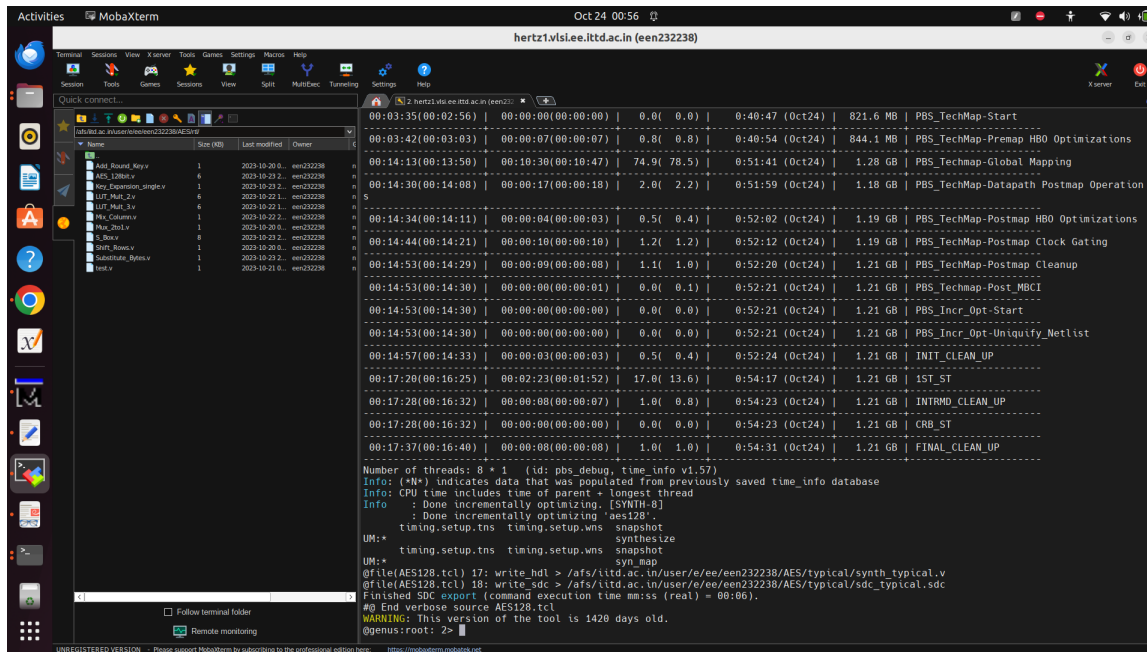 Activities MobaXterm Oct 24 00:56
hertz1.vlsi.ee.iitd.ac.in (een232238)
Terminal Sessions View X server Tools Games Settings Macros Help
Session Tools Games Sessions View Split MultiExec Tunneling Settings Help X server Exit
Quick connect...
2. hertz1.vlsi.ee.iitd.ac.in (een232
/afs/iitd.ac.in/user/e/ee/een232238/AES/rtl/
Name Size (KB) Last modified Owner
..
Add_Round_Key.v 1 2023-10-20 0... een232238 n
AES_128bit.v 6 2023-10-23 2... een232238 n
Key_Expansion_single.v 1 2023-10-23 2... een232238 n
LUT_Mult_2.v 6 2023-10-22 1... een232238 n
LUT_Mult_3.v 6 2023-10-22 1... een232238 n
Mix_Column.v 1 2023-10-22 2... een232238 n
Mux_2to1.v 1 2023-10-20 0... een232238 n
S_Box.v 8 2023-10-23 2... een232238 n
Shift_Rows.v 1 2023-10-20 0... een232238 n
Substitute_Bytes.v 1 2023-10-23 2... een232238 n
test.v 1 2023-10-21 0... een232238 n
Follow terminal folder
Remote monitoring
00:03:35(00:02:56) | 00:00:00(00:00:00) | 0.0( 0.0) | 0:40:47 (Oct24) | 821.6 MB | PBS_TechMap-Start
00:03:42(00:03:03) | 00:00:07(00:00:07) | 0.8( 0.8) | 0:40:54 (Oct24) | 844.1 MB | PBS_TechMap-Premap HBO Optimizations
00:14:13(00:13:50) | 00:10:30(00:10:47) | 74.9( 78.5) | 0:51:41 (Oct24) | 1.28 GB | PBS_Techmap-Global Mapping
00:14:30(00:14:08) | 00:00:17(00:00:18) | 2.0( 2.2) | 0:51:59 (Oct24) | 1.18 GB | PBS_TechMap-Datapath Postmap Operation
s
00:14:34(00:14:11) | 00:00:04(00:00:03) | 0.5( 0.4) | 0:52:02 (Oct24) | 1.19 GB | PBS_TechMap-Postmap HBO Optimizations
00:14:44(00:14:21) | 00:00:10(00:00:10) | 1.2( 1.2) | 0:52:12 (Oct24) | 1.19 GB | PBS_TechMap-Postmap Clock Gating
00:14:53(00:14:29) | 00:00:09(00:00:08) | 1.1( 1.0) | 0:52:20 (Oct24) | 1.21 GB | PBS_TechMap-Postmap Cleanup
00:14:53(00:14:30) | 00:00:00(00:00:01) | 0.0( 0.1) | 0:52:21 (Oct24) | 1.21 GB | PBS_Techmap-Post_MBCI
00:14:53(00:14:30) | 00:00:00(00:00:00) | 0.0( 0.0) | 0:52:21 (Oct24) | 1.21 GB | PBS_Incr_Opt-Start
00:14:53(00:14:30) | 00:00:00(00:00:00) | 0.0( 0.0) | 0:52:21 (Oct24) | 1.21 GB | PBS_Incr_Opt-Uniquify_Netlist
00:14:57(00:14:33) | 00:00:03(00:00:03) | 0.5( 0.4) | 0:52:24 (Oct24) | 1.21 GB | INIT_CLEAN_UP
00:17:20(00:16:25) | 00:02:23(00:01:52) | 17.0( 13.6) | 0:54:17 (Oct24) | 1.21 GB | 1ST_ST
00:17:28(00:16:32) | 00:00:08(00:00:07) | 1.0( 0.8) | 0:54:23 (Oct24) | 1.21 GB | INTRMD_CLEAN_UP
00:17:28(00:16:32) | 00:00:00(00:00:00) | 0.0( 0.0) | 0:54:23 (Oct24) | 1.21 GB | CRB_ST
00:17:37(00:16:40) | 00:00:08(00:00:08) | 1.0( 1.0) | 0:54:31 (Oct24) | 1.21 GB | FINAL_CLEAN_UP
Number of threads: 8 * 1 (id: pbs_debug, time_info v1.57)
Info: (*N*) indicates data that was populated from previously saved time_info database
Info: CPU time includes time of parent + longest thread
Info : Done incrementally optimizing. [SYNTH-8]
: Done incrementally optimizing 'aes128'.
timing.setup.tns timing.setup.wns snapshot
UM:* synthesize
timing.setup.tns timing.setup.wns snapshot
UM:* syn_map
@file(AES128.tcl) 17: write_hdl > /afs/iitd.ac.in/user/e/ee/een232238/AES/typical/synth_typical.v
@file(AES128.tcl) 18: write_sdc > /afs/iitd.ac.in/user/e/ee/een232238/AES/typical/sdc_typical.sdc
Finished SDC export (command execution time mm:ss (real) = 00:06).
#@ End verbose source AES128.tcl
WARNING: This version of the tool is 1420 days old.
@genus:root: 2>
UNREGISTERED VERSION - Please support MobaXterm by subscribing to the professional edition here: https://mobaxterm.mobatek.net